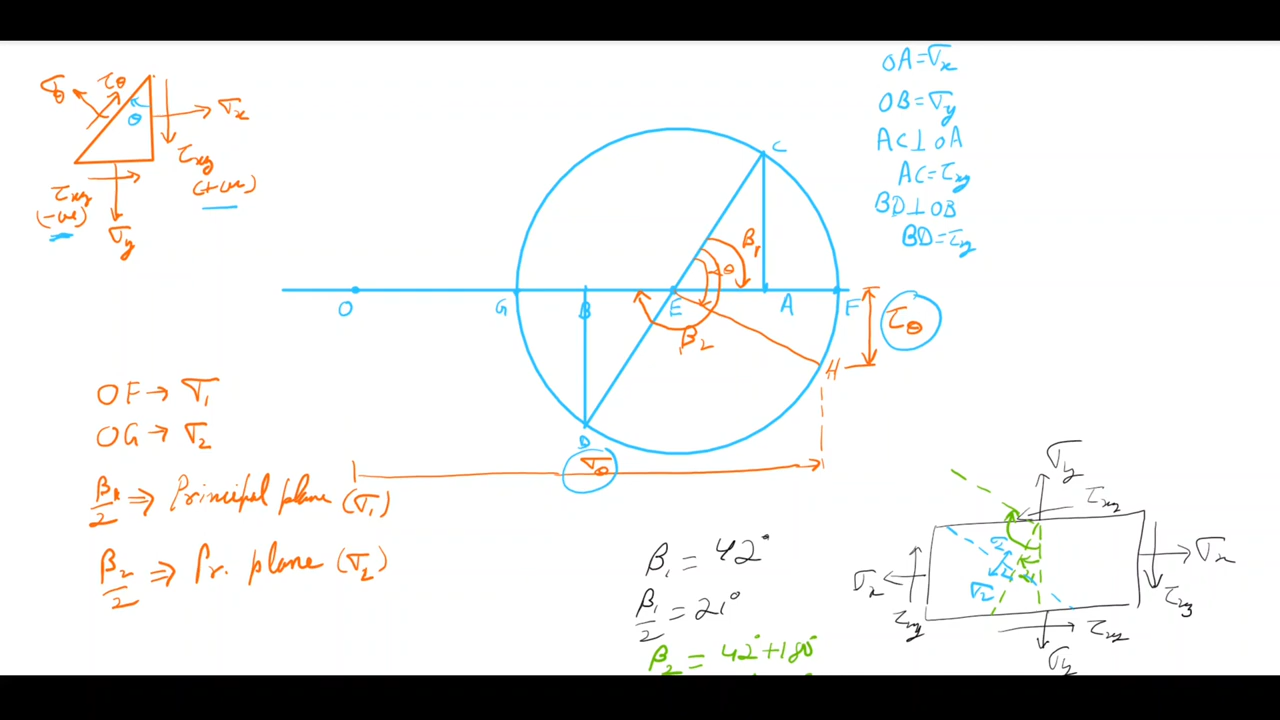 σθ τθ θ σx
τxy
(+ve)
τxy
(-ve)
σy
OA=σx
OB=σy
AC⊥OA
AC=τxy
BD⊥OB
BD=τy
C
β1
2θ
O G B E A F
τθ
β2
H
D
σθ
OF→σ1
OG→σ2
β1/2 ⇒ Principal plane (σ1)
β2/2 ⇒ Pr. plane (σ2)
β1 = 42°
β1/2 = 21°
β2 = 42°+180°
σy
τxy
σx
σx
τxy
τxy
σ2
τxy
σy